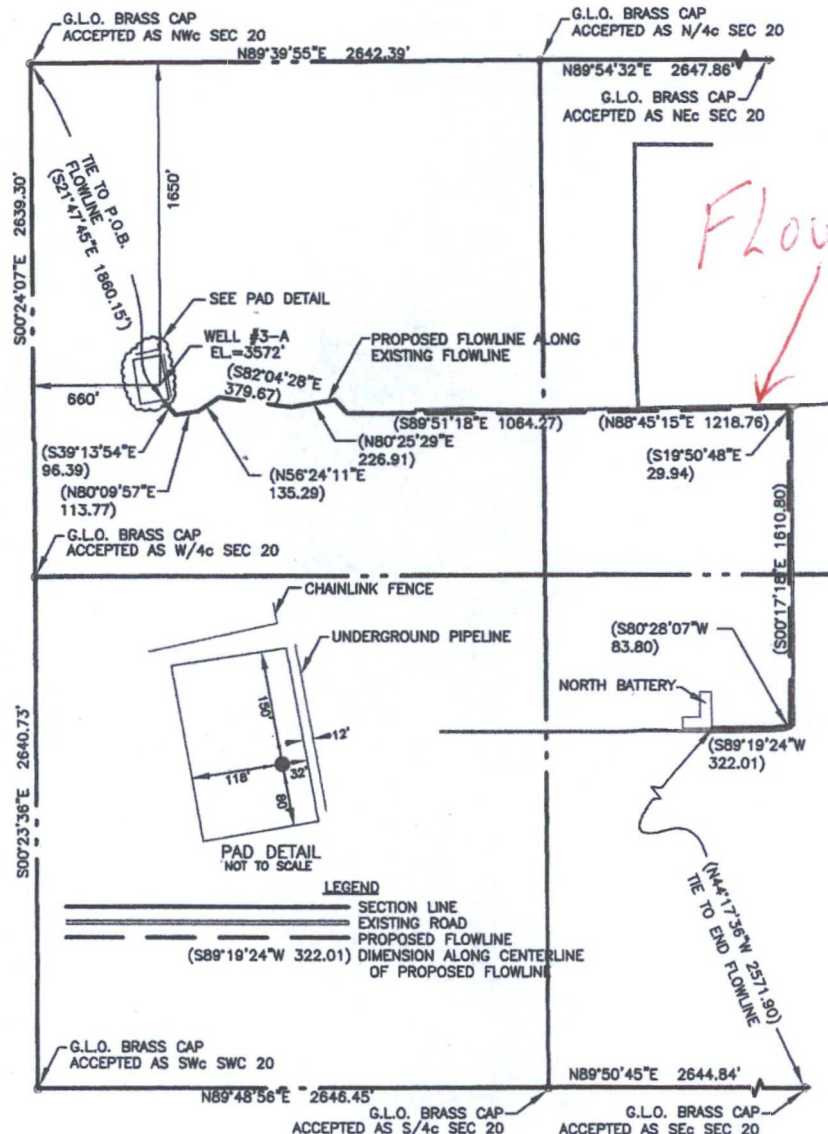 G.L.O. BRASS CAP
ACCEPTED AS NWc SEC 20
N89°39'55"E 2642.39'
G.L.O. BRASS CAP
ACCEPTED AS N/4c SEC 20
N89°54'32"E 2647.86'
G.L.O. BRASS CAP
ACCEPTED AS NEc SEC 20
S00°24'07"E 2639.30'
TIE TO P.O.B.
FLOWLINE
(S21°47'45"E 1860.15')
1650'
SEE PAD DETAIL
WELL #3-A
EL.=3572'
660'
(S82°04'28"E
379.67)
PROPOSED FLOWLINE ALONG
EXISTING FLOWLINE
(S89°51'18"E 1064.27)
(N88°45'15"E 1218.76)
(N80°25'29"E
226.91)
(S19°50'48"E
29.94)
(S39°13'54"E
96.39)
(N80°09'57"E
113.77)
(N56°24'11"E
135.29)
G.L.O. BRASS CAP
ACCEPTED AS W/4c SEC 20
(S00°17'18"E 1610.80)
CHAINLINK FENCE
UNDERGROUND PIPELINE
150'
12'
118'
32'
80'
PAD DETAIL
NOT TO SCALE
(S80°28'07"W
83.80)
NORTH BATTERY
(S89°19'24"W
322.01)
S00°23'36"E 2640.73'
LEGEND
SECTION LINE
EXISTING ROAD
PROPOSED FLOWLINE
(S89°19'24"W 322.01) DIMENSION ALONG CENTERLINE
OF PROPOSED FLOWLINE
(N44°17'36"W 2571.90)
TIE TO END FLOWLINE
G.L.O. BRASS CAP
ACCEPTED AS SWc SWC 20
N89°48'56"E 2646.45'
G.L.O. BRASS CAP
ACCEPTED AS S/4c SEC 20
N89°50'45"E 2644.84'
G.L.O. BRASS CAP
ACCEPTED AS SEc SEC 20